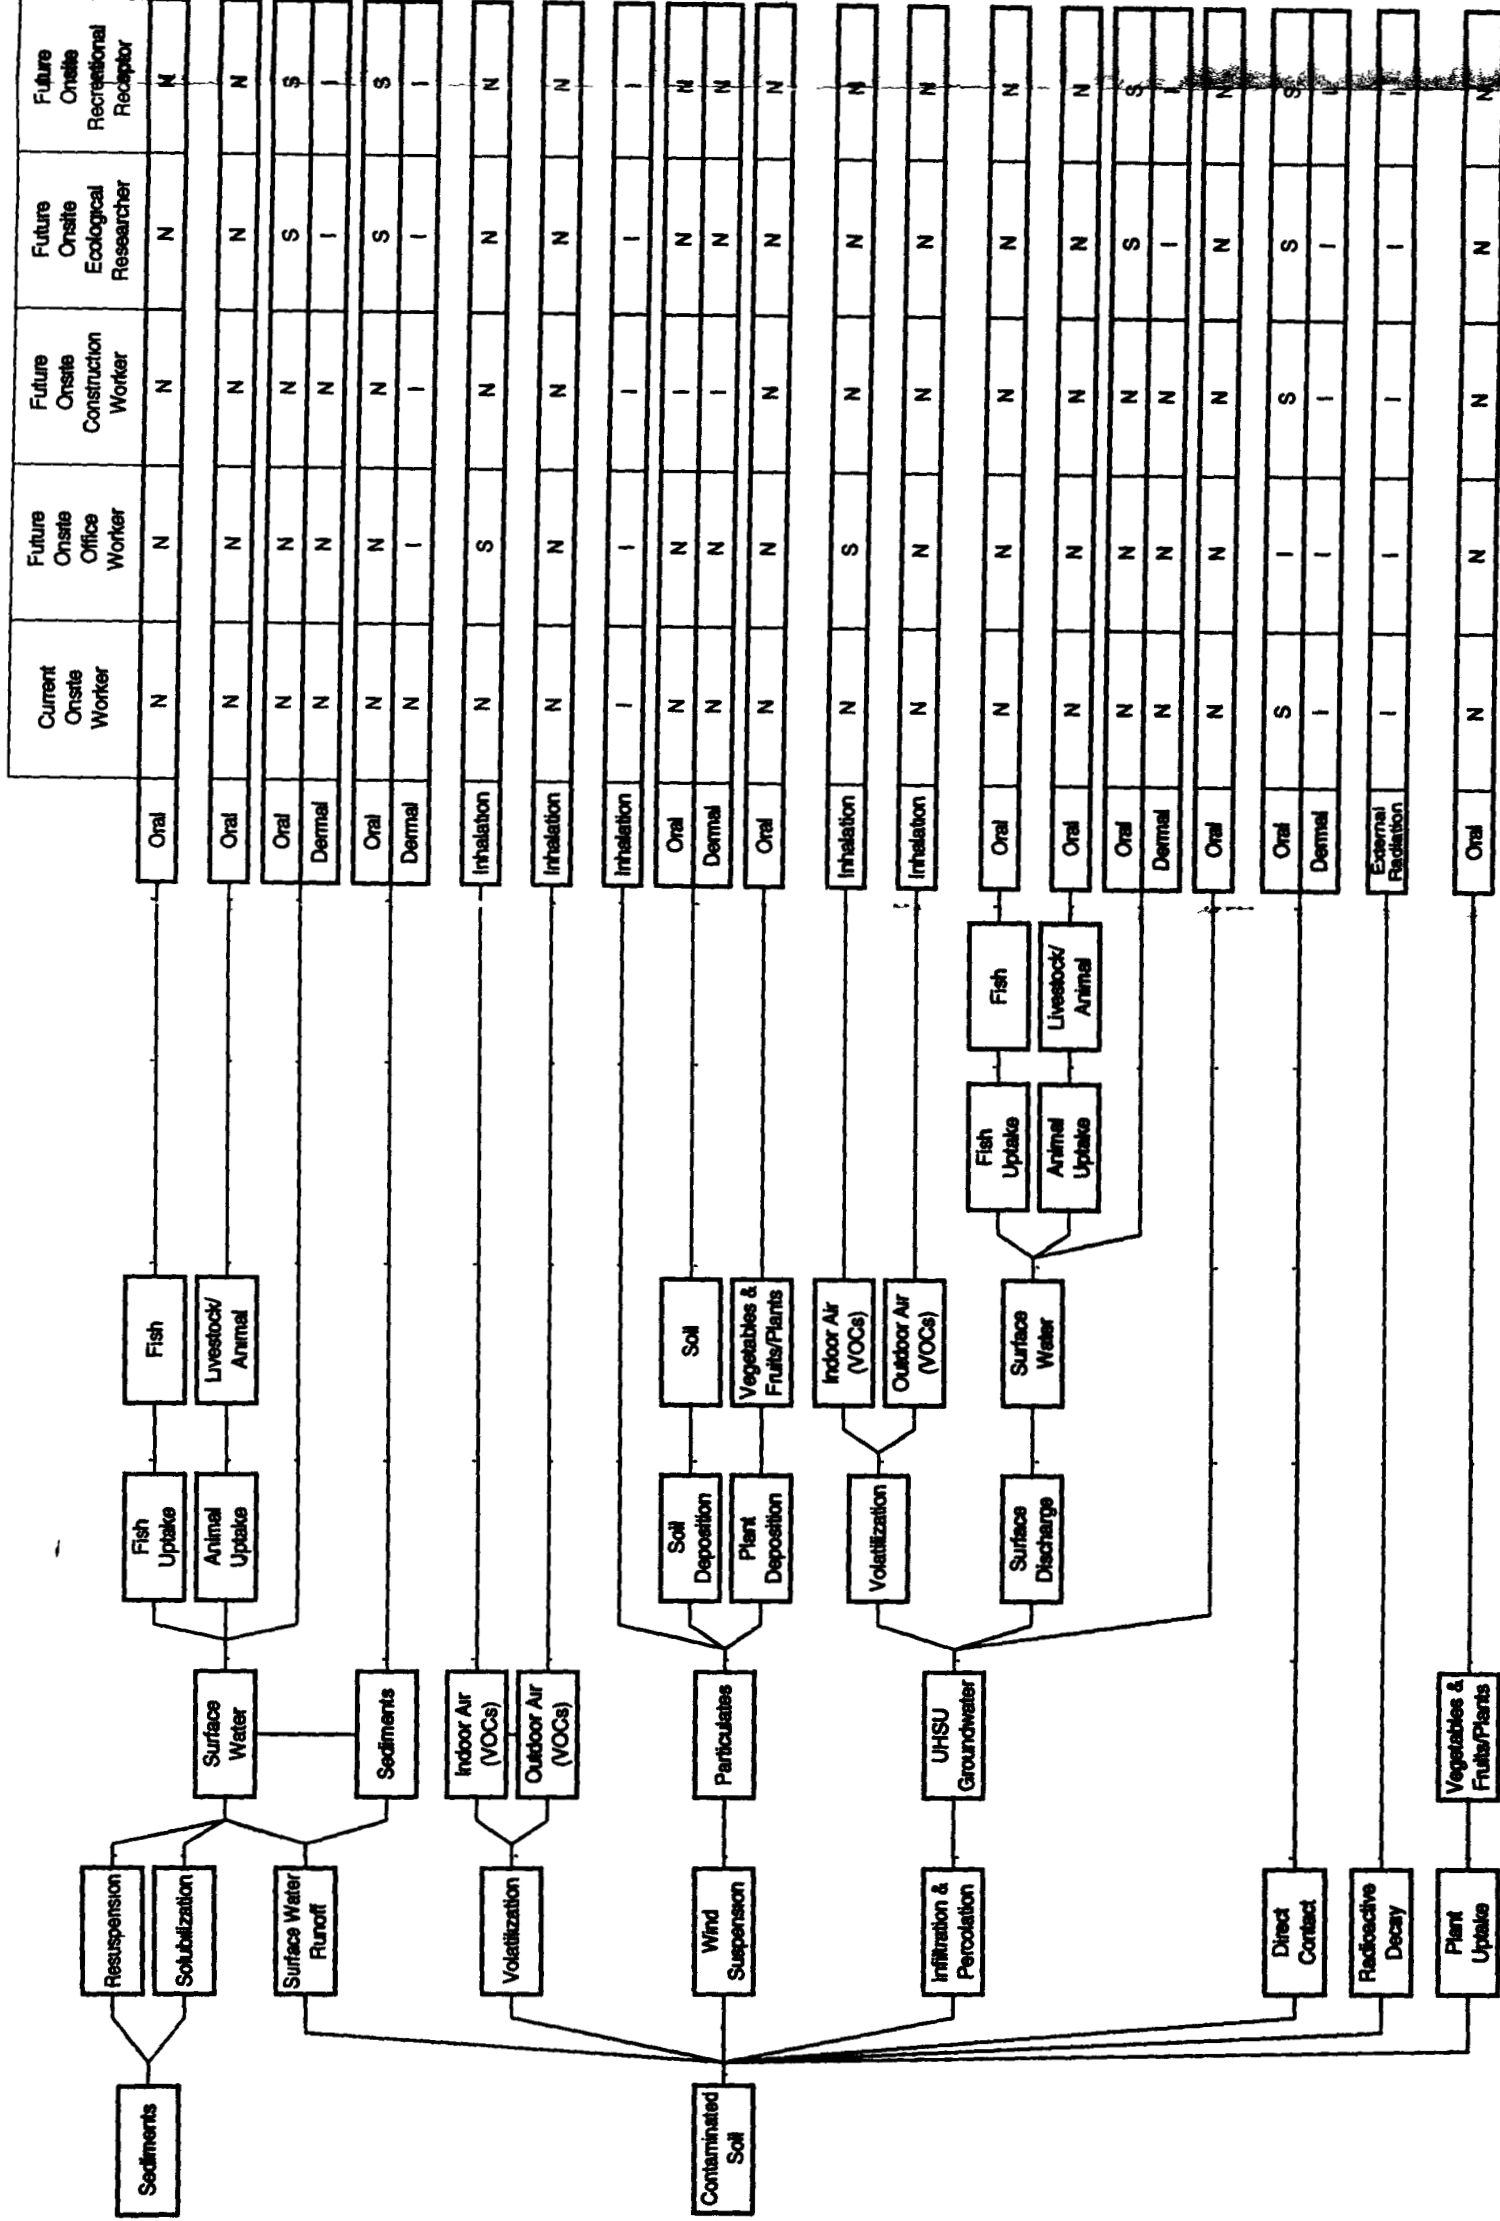 Current
Onsite
Worker
Future
Onsite
Office
Worker
Future
Onsite
Construction
Worker
Future
Onsite
Ecological
Researcher
Future
Onsite
Recreational
Receptor
Sediments
Resuspension
Solubilization
Surface Water
Runoff
Surface
Water
Sediments
Fish
Uptake
Fish
Oral N N N N N
Animal
Uptake
Livestock/
Animal
Oral N N N N N
Oral N N N S S
Dermal N N N I I
Oral N N N S S
Dermal N I I I I
Contaminated
Soil
Volatilization
Indoor Air
(VOCs)
Inhalation N S N N N
Outdoor Air
(VOCs)
Inhalation N N N N N
Wind
Suspension
Particulates
Inhalation I I I I I
Soil
Deposition
Soil
Oral N N I N N
Dermal N N I N N
Plant
Deposition
Vegetables &
Fruits/Plants
Oral N N N N N
Infiltration &
Percolation
UHSU
Groundwater
Volatilization
Indoor Air
(VOCs)
Inhalation N S N N N
Outdoor Air
(VOCs)
Inhalation N N N N N
Surface
Discharge
Surface
Water
Fish
Uptake
Fish
Oral N N N N N
Animal
Uptake
Livestock/
Animal
Oral N N N N N
Oral N N N S S
Dermal N N N I I
Oral N N N N N
Direct
Contact
Oral S I S S S
Dermal I I I I I
Radioactive
Decay
External
Radiation
I I I I I
Plant
Uptake
Vegetables &
Fruits/Plants
Oral N N N N N